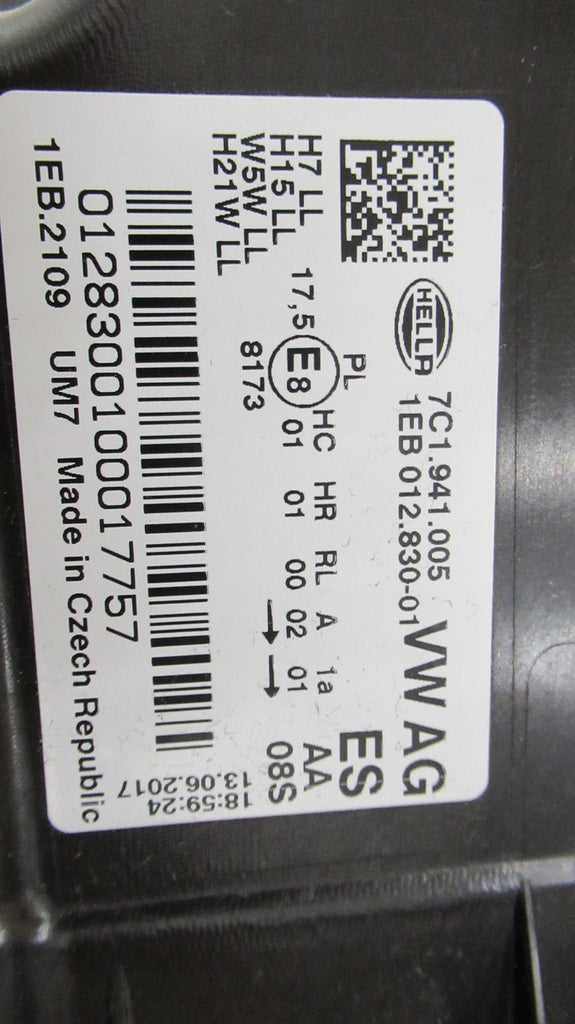 HELLA
7C1.941.005
1EB 012.830-01
VW AG
H7 LL
H15 LL
W5W LL
H21W LL
PL HC HR RL A 1a
17,5 E8 01 01 00 02 01
8173
ES
AA
08S
01283001000017757
18:59:24
13.06.2017
1EB.2109 UM7 Made in Czech Republic